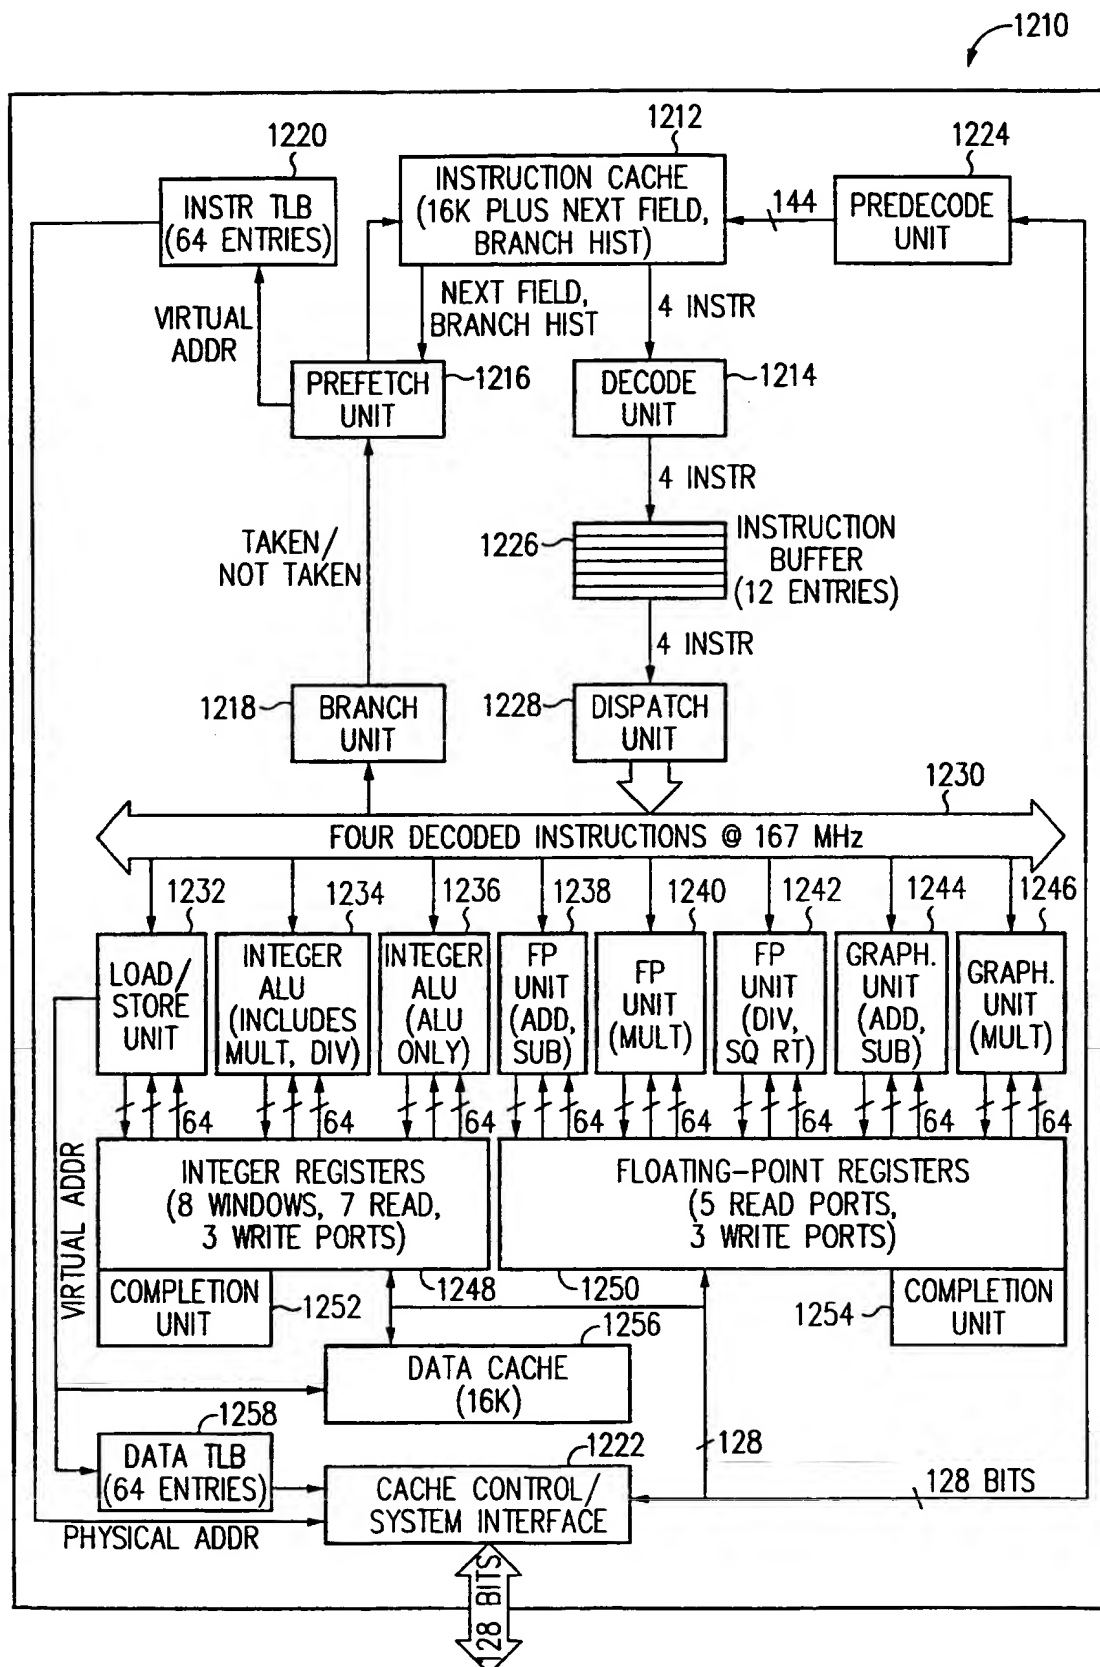 1210
1220
1212
1224
INSTR TLB
(64 ENTRIES)
INSTRUCTION CACHE
(16K PLUS NEXT FIELD,
BRANCH HIST)
144
PREDECODE
UNIT
VIRTUAL
ADDR
NEXT FIELD,
BRANCH HIST
4 INSTR
PREFETCH
UNIT
1216
DECODE
UNIT
1214
4 INSTR
TAKEN/
NOT TAKEN
1226
INSTRUCTION
BUFFER
(12 ENTRIES)
4 INSTR
1218
BRANCH
UNIT
1228
DISPATCH
UNIT
1230
FOUR DECODED INSTRUCTIONS @ 167 MHz
1232
1234
1236
1238
1240
1242
1244
1246
LOAD/
STORE
UNIT
INTEGER
ALU
(INCLUDES
MULT, DIV)
INTEGER
ALU
(ALU
ONLY)
FP
UNIT
(ADD,
SUB)
FP
UNIT
(MULT)
FP
UNIT
(DIV,
SQ RT)
GRAPH.
UNIT
(ADD,
SUB)
GRAPH.
UNIT
(MULT)
64
64
64
64
64
64
64
64
VIRTUAL ADDR
INTEGER REGISTERS
(8 WINDOWS, 7 READ,
3 WRITE PORTS)
FLOATING-POINT REGISTERS
(5 READ PORTS,
3 WRITE PORTS)
COMPLETION
UNIT
1252
1248
1250
1254
COMPLETION
UNIT
1256
DATA CACHE
(16K)
1258
DATA TLB
(64 ENTRIES)
1222
CACHE CONTROL/
SYSTEM INTERFACE
128
128 BITS
PHYSICAL ADDR
128 BITS